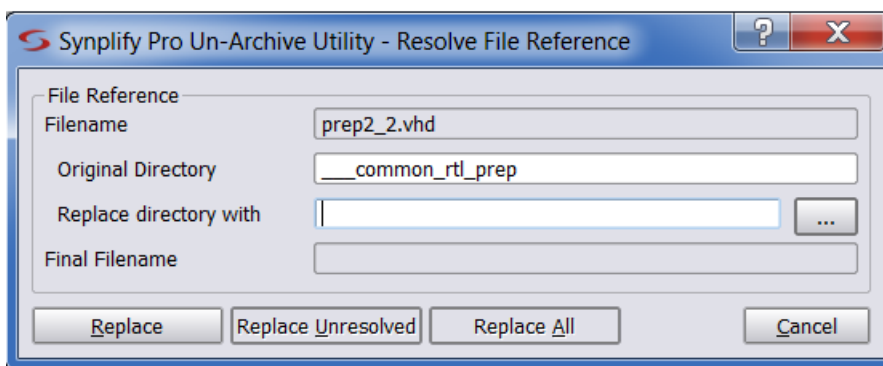 Synplify Pro Un-Archive Utility - Resolve File Reference
File Reference
Filename prep2_2.vhd
Original Directory ___common_rtl_prep
Replace directory with ...
Final Filename
Replace Replace Unresolved Replace All Cancel